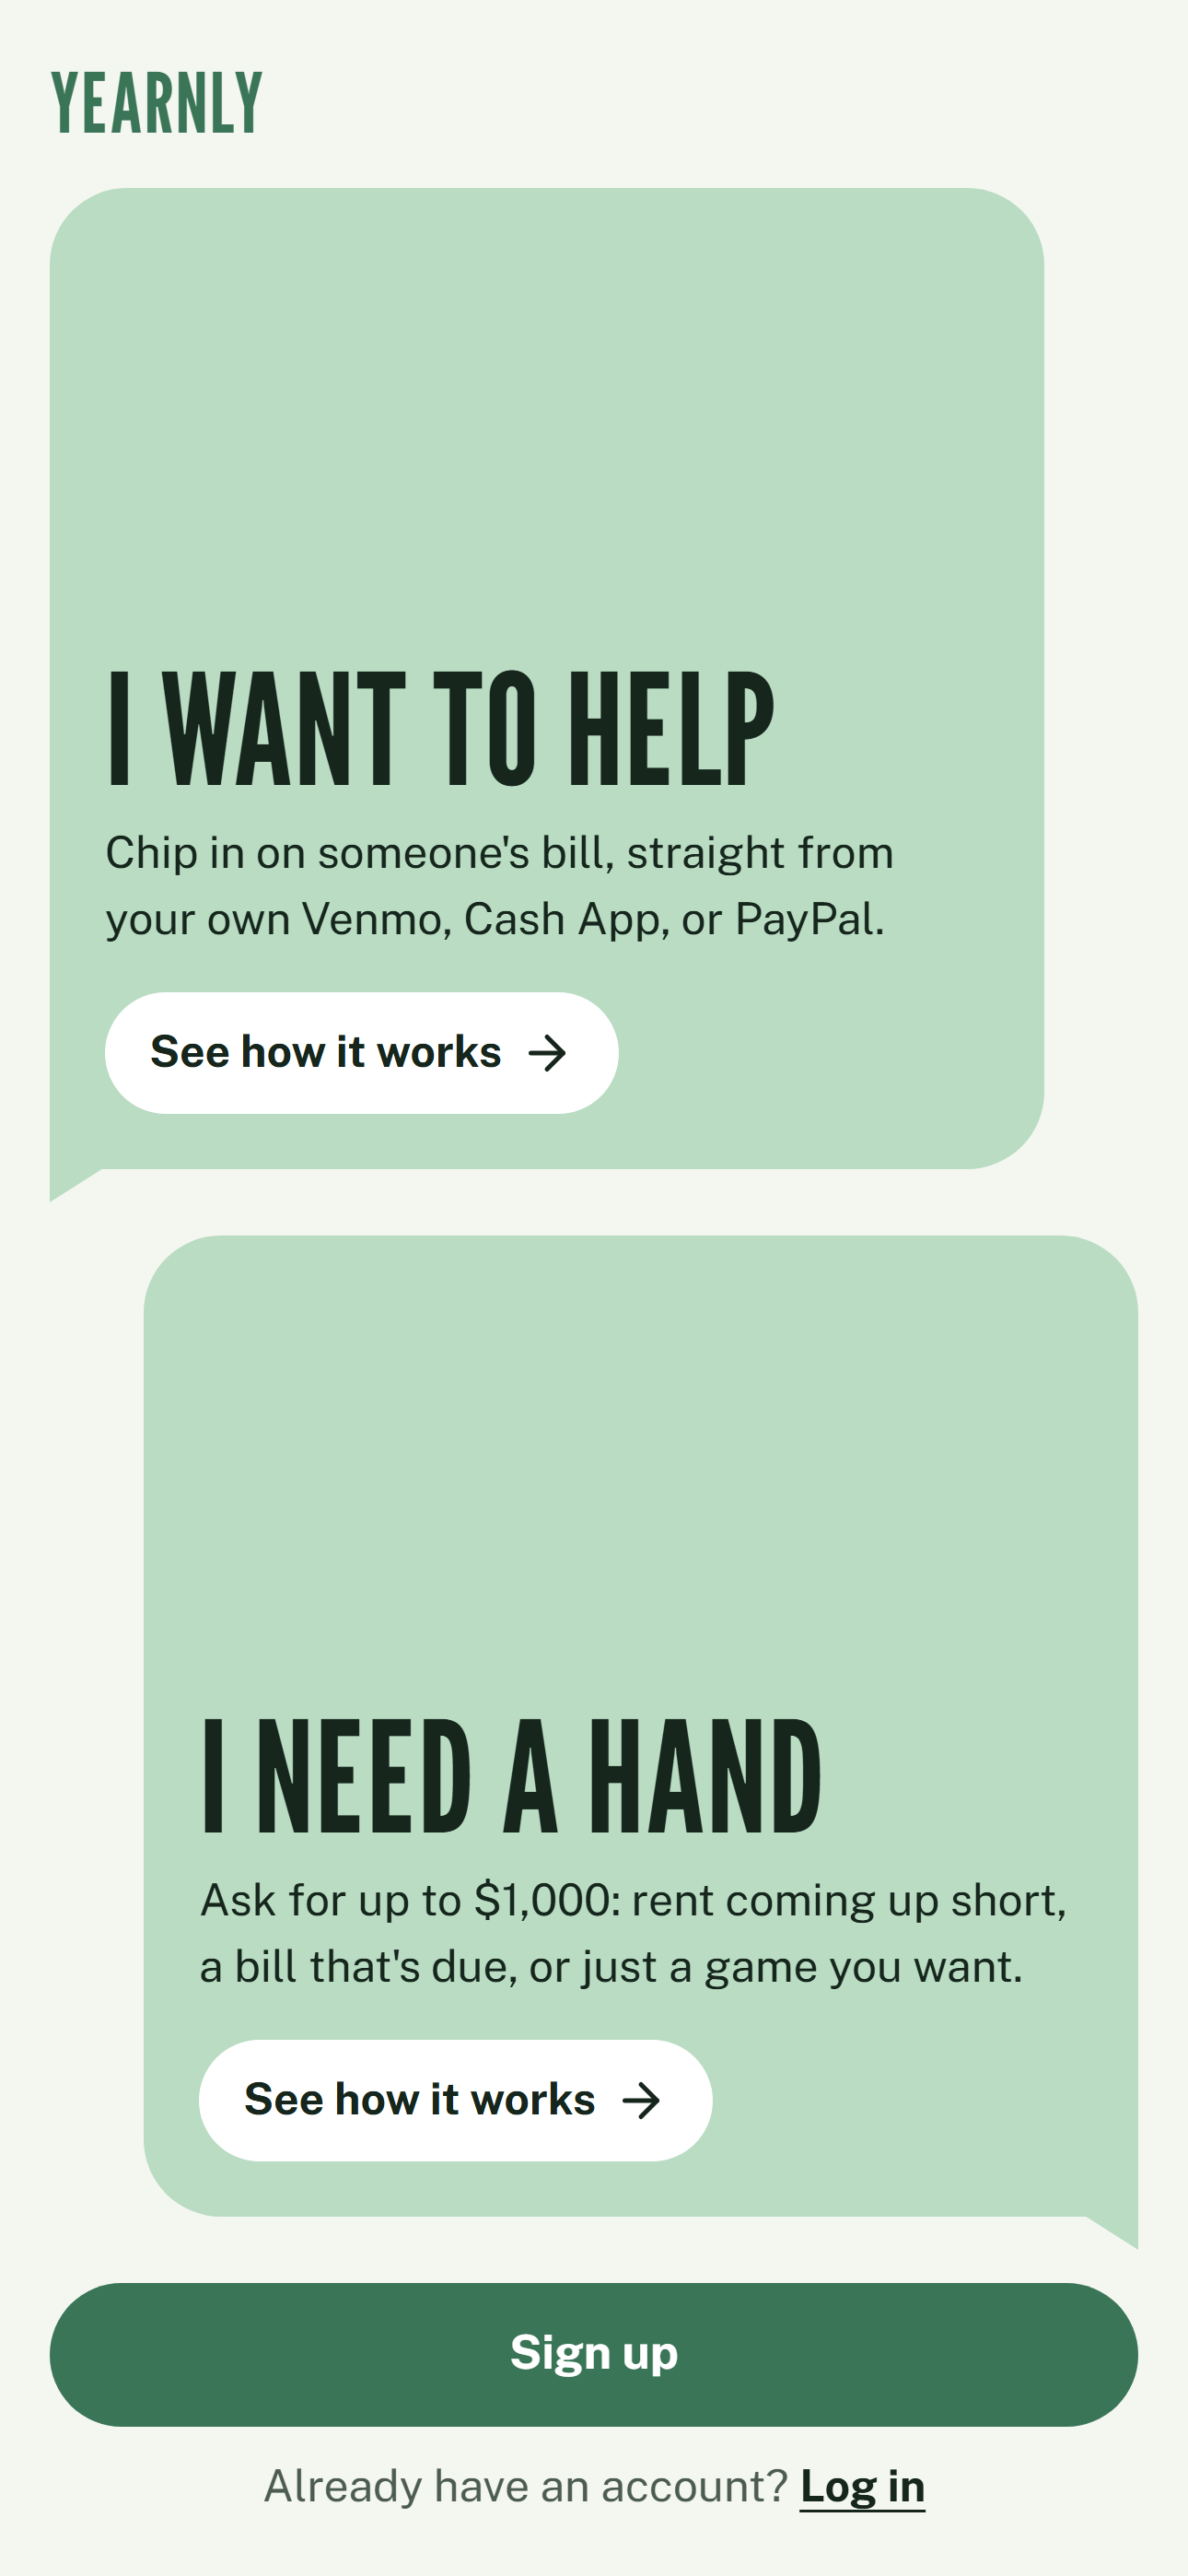 YEARNLY
I WANT TO HELP
Chip in on someone's bill, straight from
your own Venmo, Cash App, or PayPal.
See how it works →
I NEED A HAND
Ask for up to $1,000: rent coming up short,
a bill that's due, or just a game you want.
See how it works →
Sign up
Already have an account? Log in